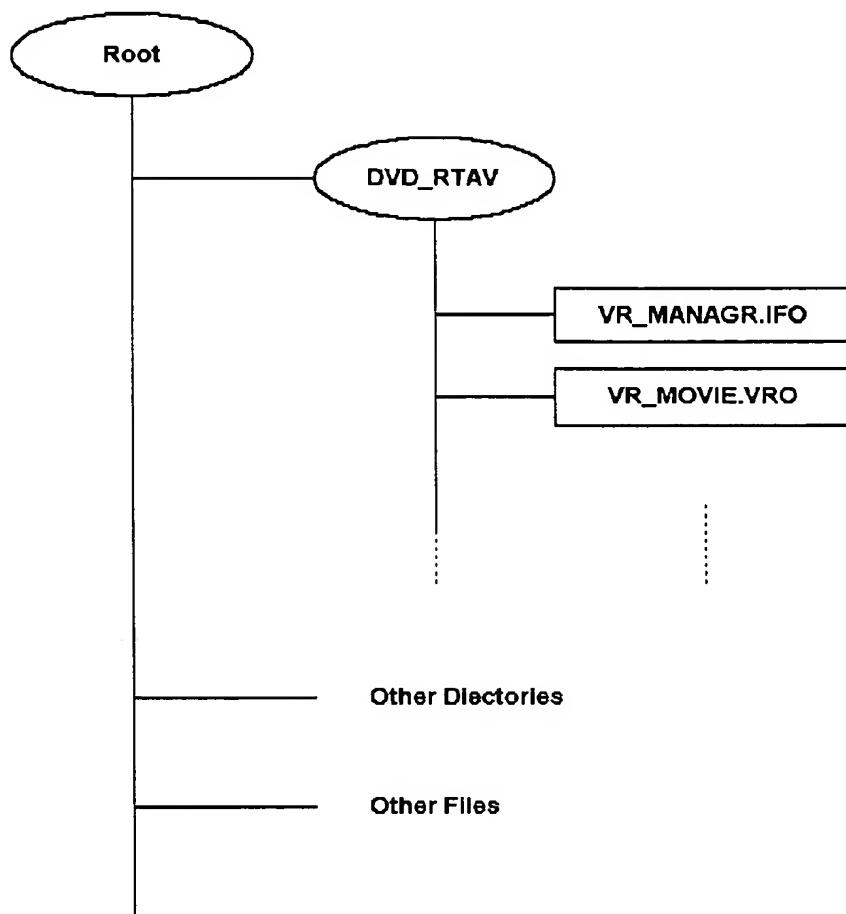 Root
DVD_RTAV
VR_MANAGR.IFO
VR_MOVIE.VRO
Other Diectories
Other Files